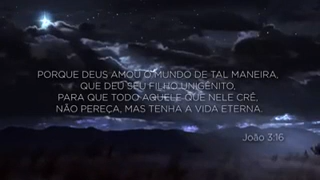 PORQUE DEUS AMOU O MUNDO DE TAL MANEIRA,
QUE DEU SEU FILHO UNIGÊNITO,
PARA QUE TODO AQUELE QUE NELE CRÊ,
NÃO PEREÇA, MAS TENHA A VIDA ETERNA.
João 3:16